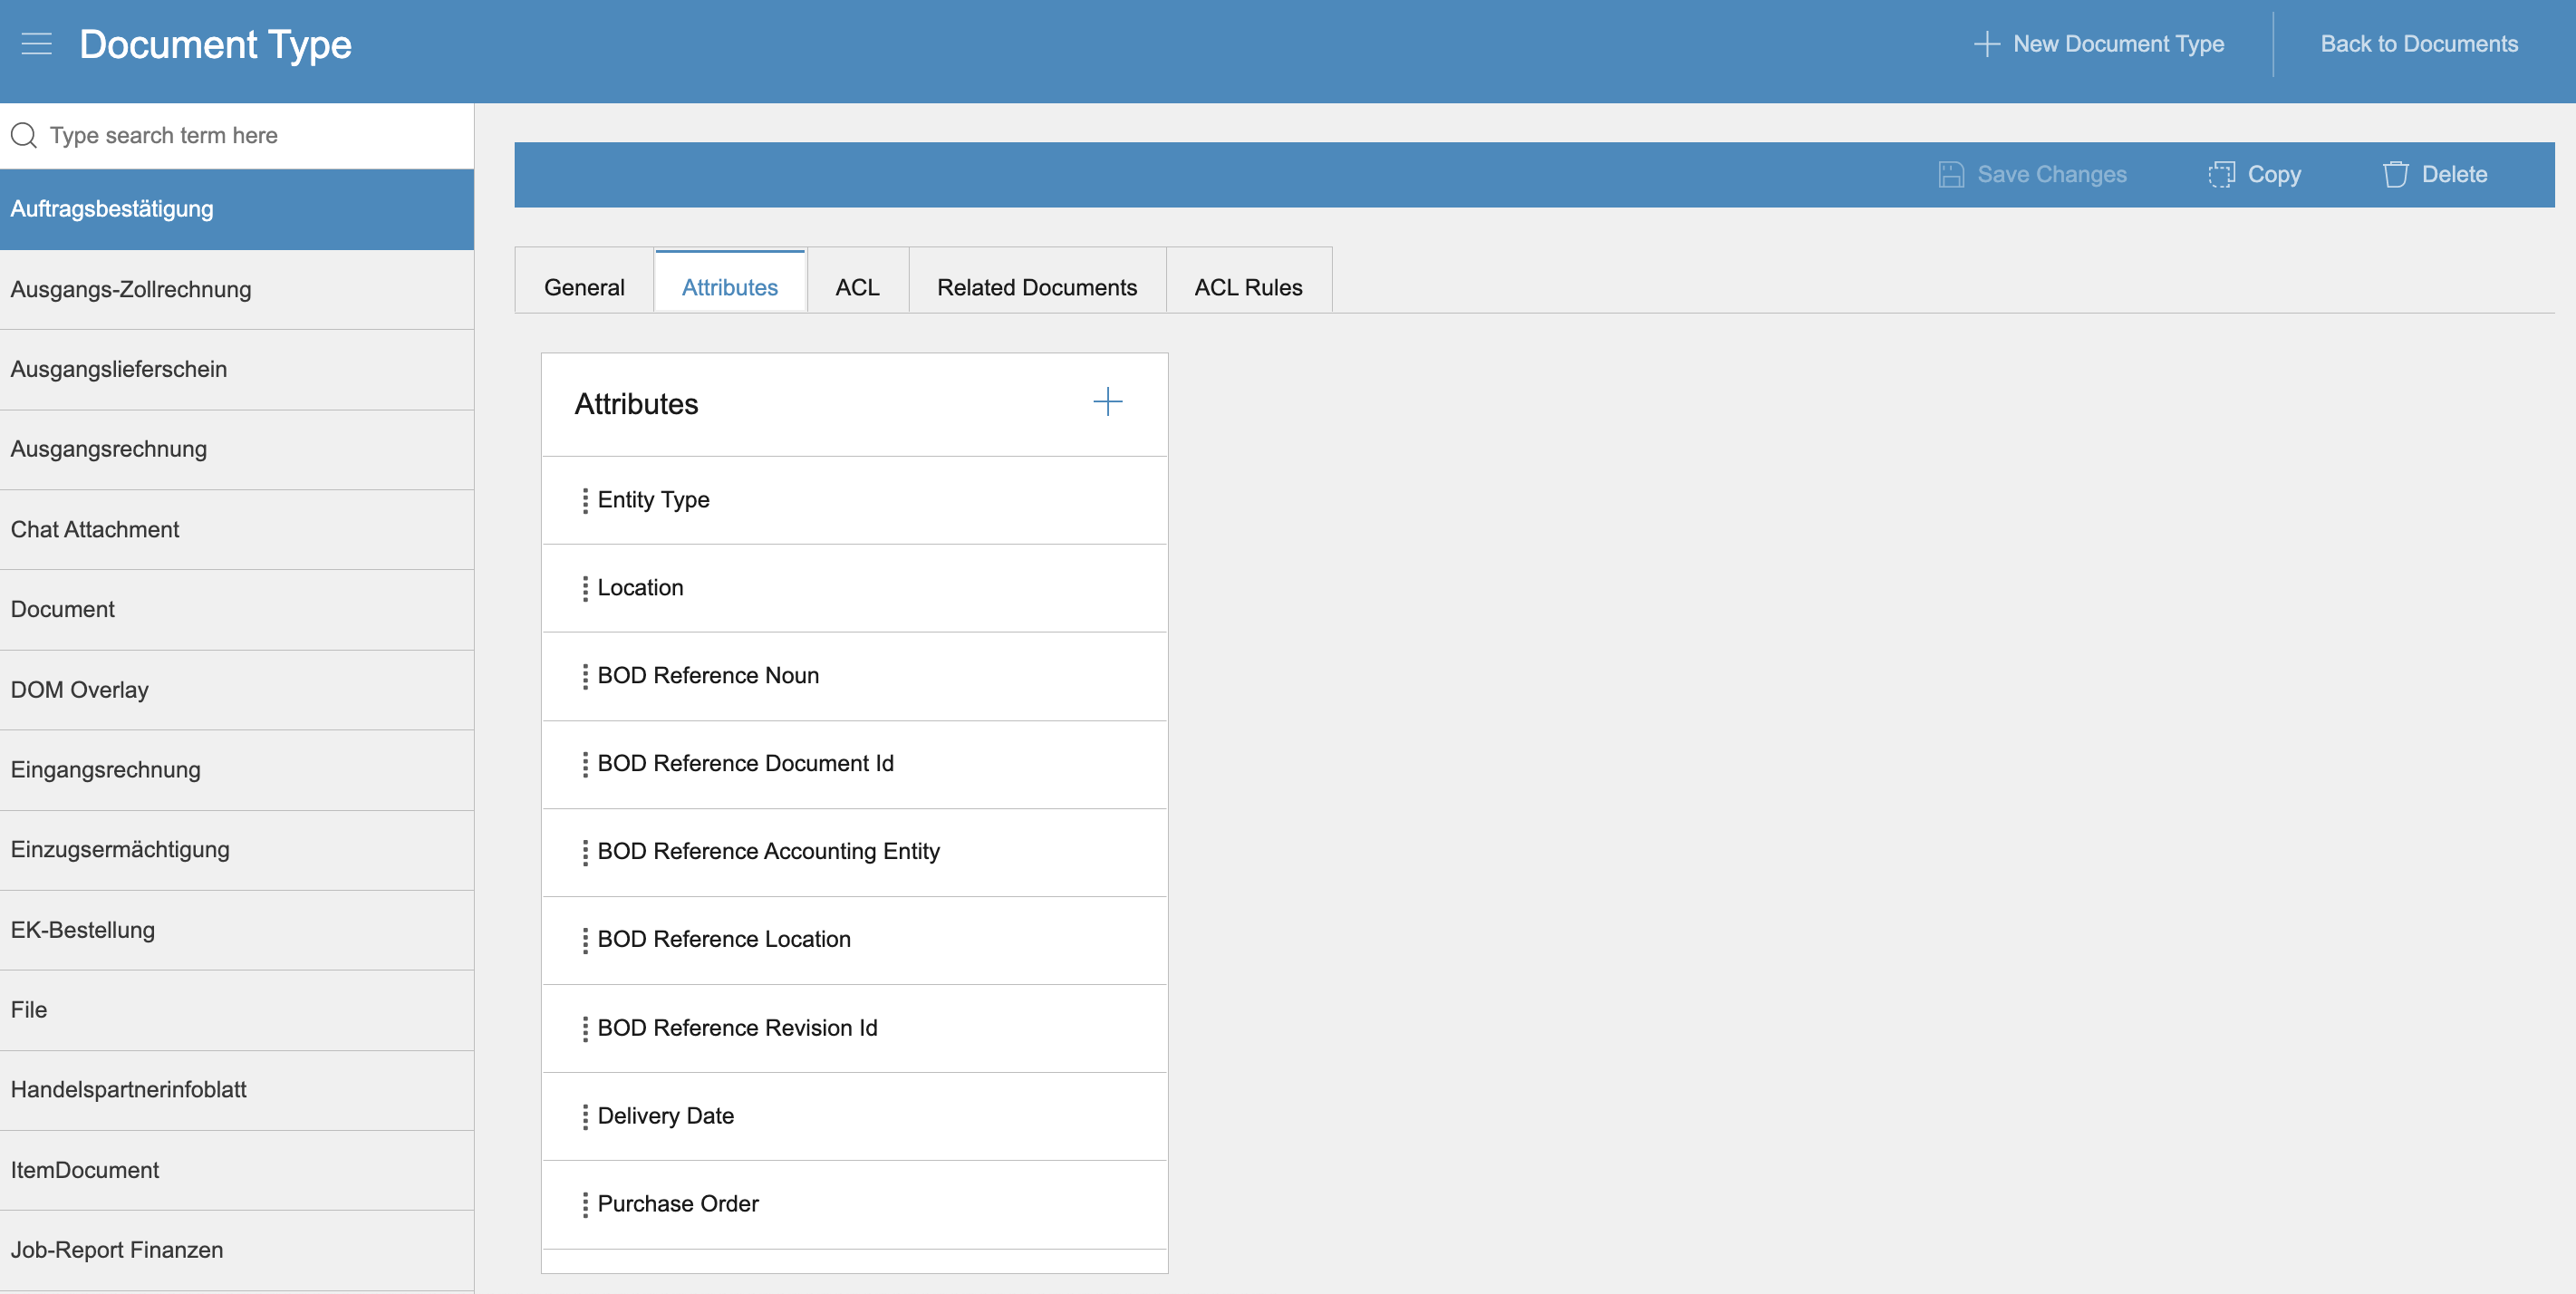 Document Type
New Document Type
Back to Documents
Type search term here
Auftragsbestätigung
Ausgangs-Zollrechnung
Ausgangslieferschein
Ausgangsrechnung
Chat Attachment
Document
DOM Overlay
Eingangsrechnung
Einzugsermächtigung
EK-Bestellung
File
Handelspartnerinfoblatt
ItemDocument
Job-Report Finanzen
Save Changes
Copy
Delete
General
Attributes
ACL
Related Documents
ACL Rules
Attributes
Entity Type
Location
BOD Reference Noun
BOD Reference Document Id
BOD Reference Accounting Entity
BOD Reference Location
BOD Reference Revision Id
Delivery Date
Purchase Order